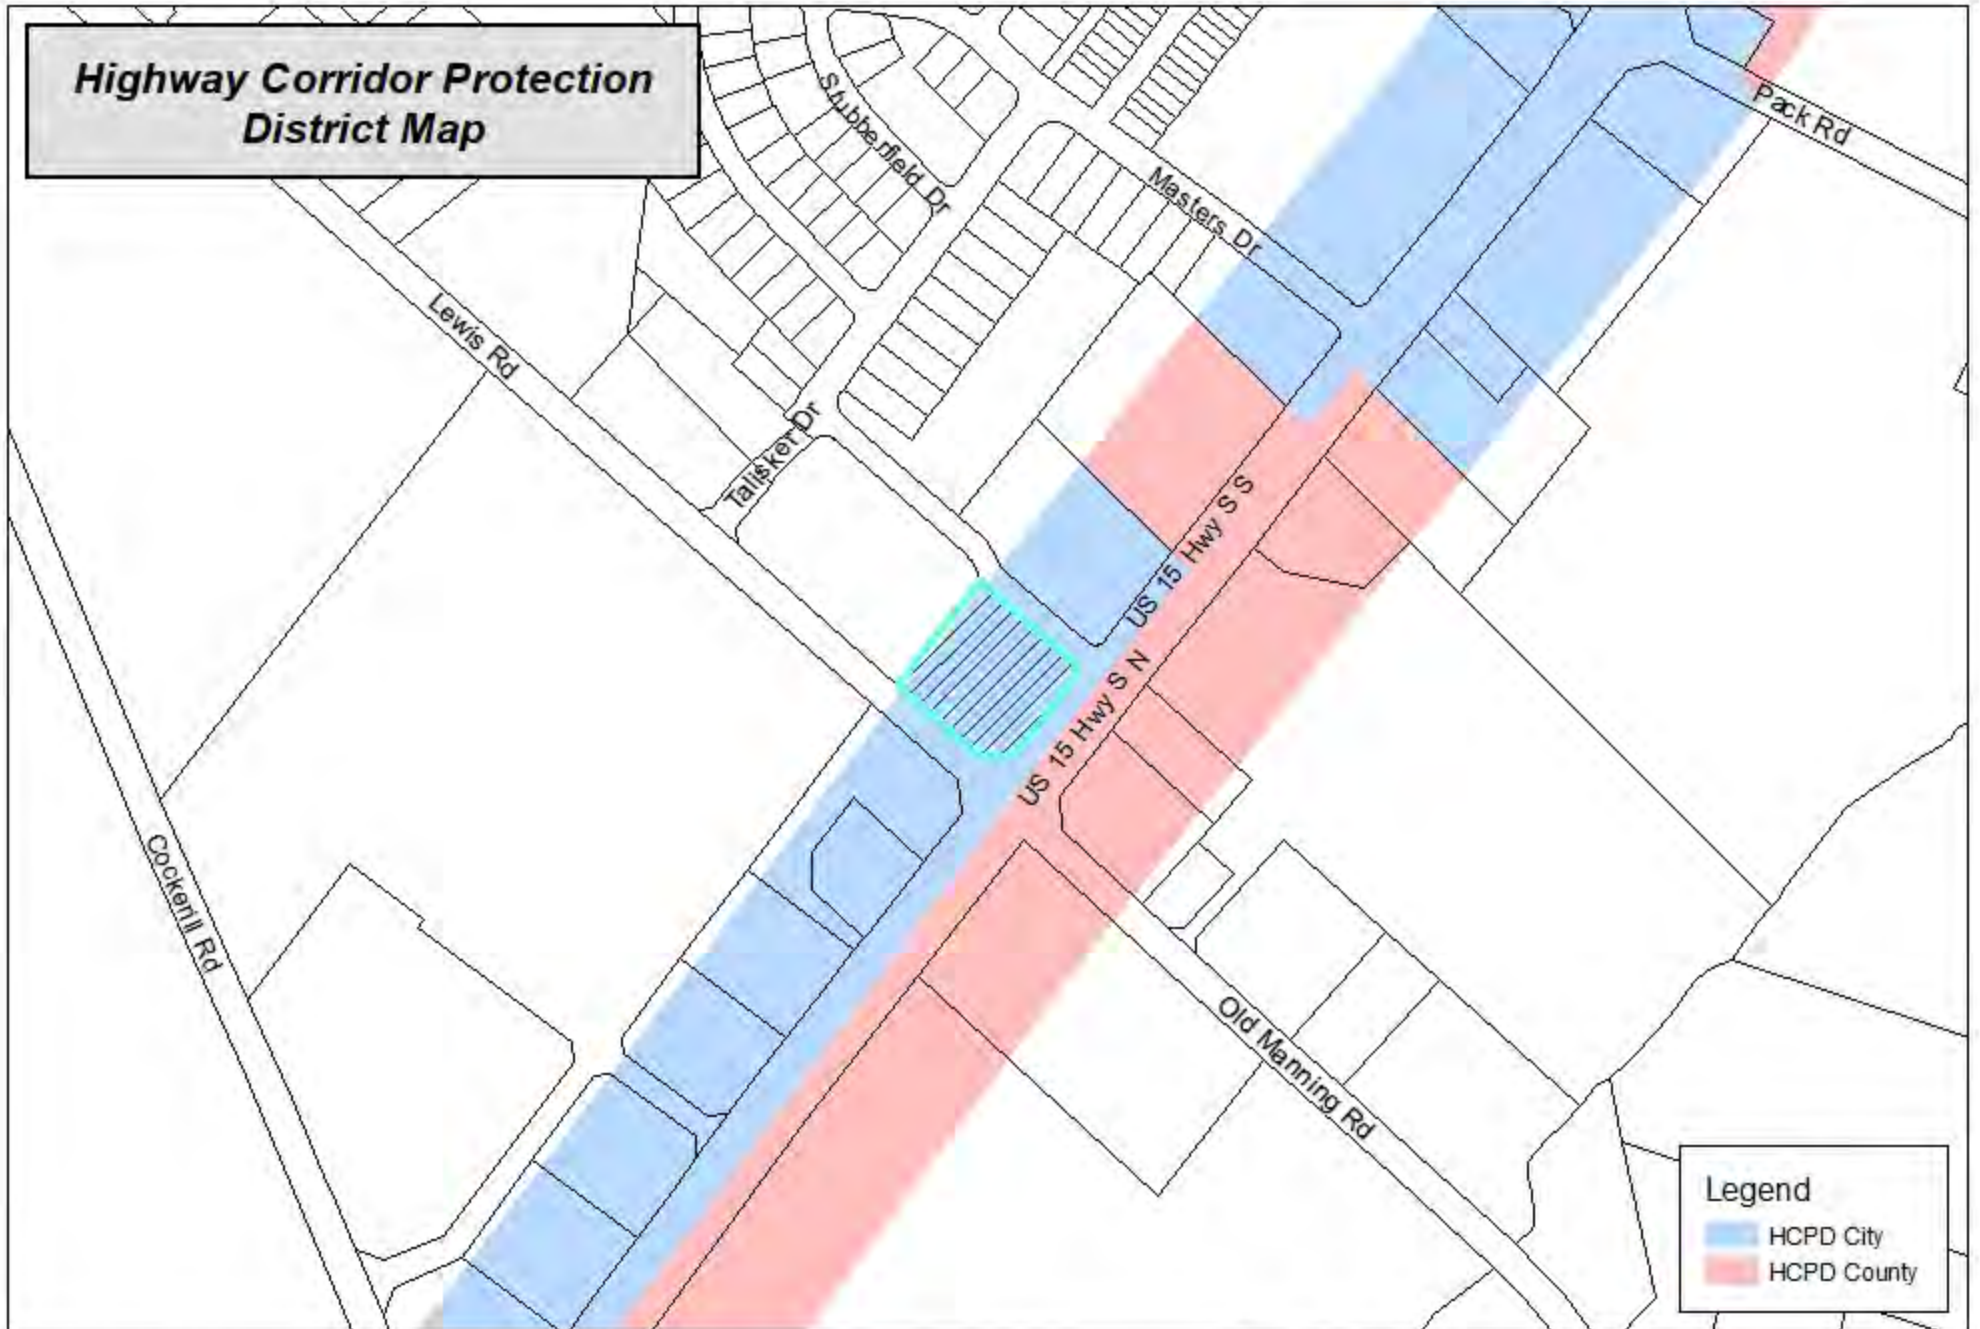 Highway Corridor Protection
District Map
Stubberfield Dr
Pack Rd
Masters Dr
Lewis Rd
Talisker Dr
US 15 Hwy S S
US 15 Hwy S N
Cockerill Rd
Old Manning Rd
Legend
HCPD City
HCPD County